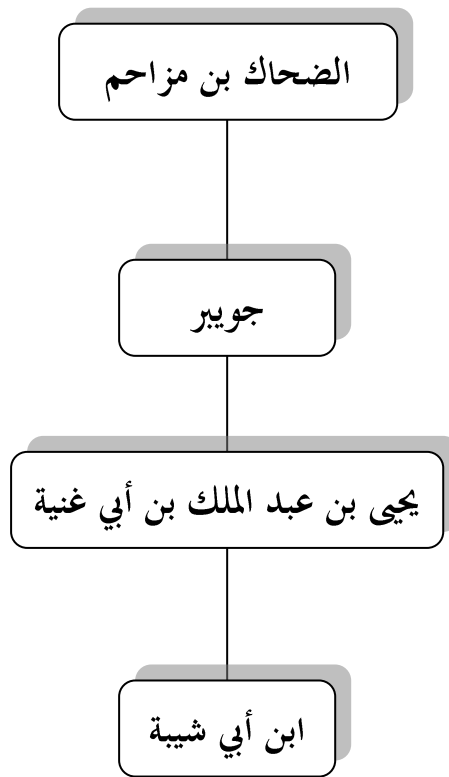 الضحاك بن مزاحم
جويبر
يحيى بن عبد الملك بن أبي غنية
ابن أبي شيبة